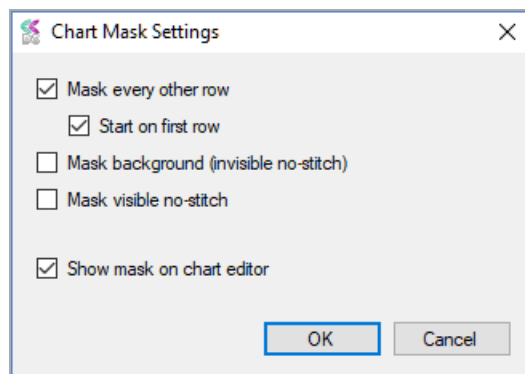 Chart Mask Settings
Mask every other row
Start on first row
Mask background (invisible no-stitch)
Mask visible no-stitch
Show mask on chart editor
OK
Cancel